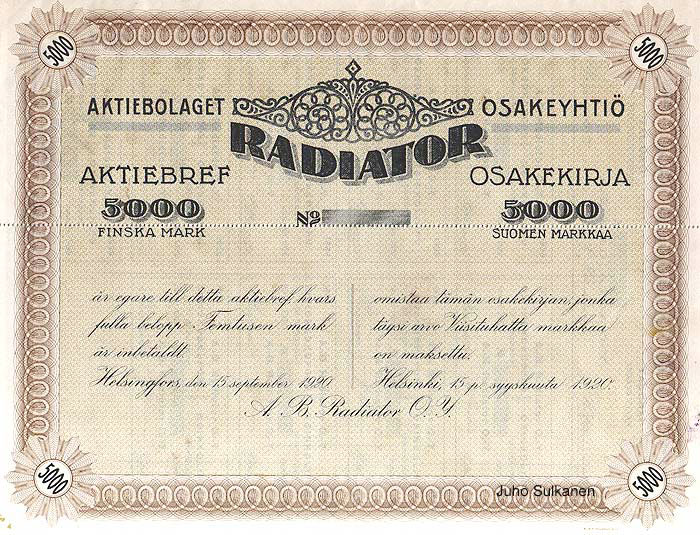 5000 5000
AKTIEBOLAGET OSAKEYHTIÖ
RADIATOR
AKTIEBREF OSAKEKIRJA
5000 No 5000
FINSKA MARK SUOMEN MARKKAA
är egare till detta aktiebref, hvars
fulla belopp Femtusen mark
är inbetaldt.
Helsingfors, den 15 september 1920
omistaa tämän osakekirjan, jonka
täysi arvo Viisituhatta markkaa
on maksettu.
Helsinki, 15 p. syyskuuta 1920.
A. B. Radiator O. Y.
Juho Sulkanen
5000 5000